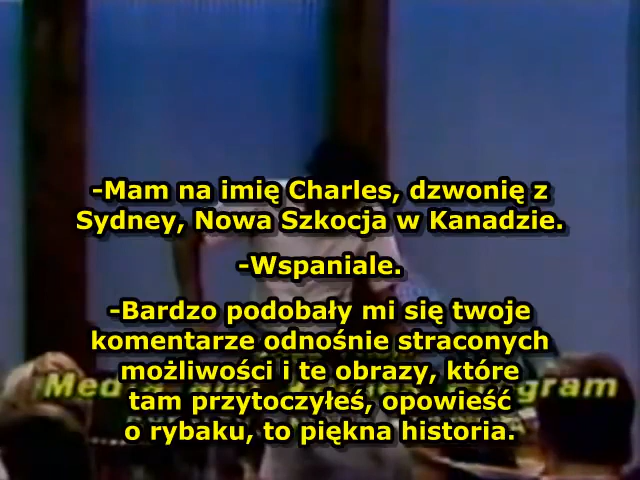 -Mam na imię Charles, dzwonię z
Sydney, Nowa Szkocja w Kanadzie.
-Wspaniale.
-Bardzo podobały mi się twoje
komentarze odnośnie straconych
możliwości i te obrazy, które
tam przytoczyłeś, opowieść
o rybaku, to piękna historia.